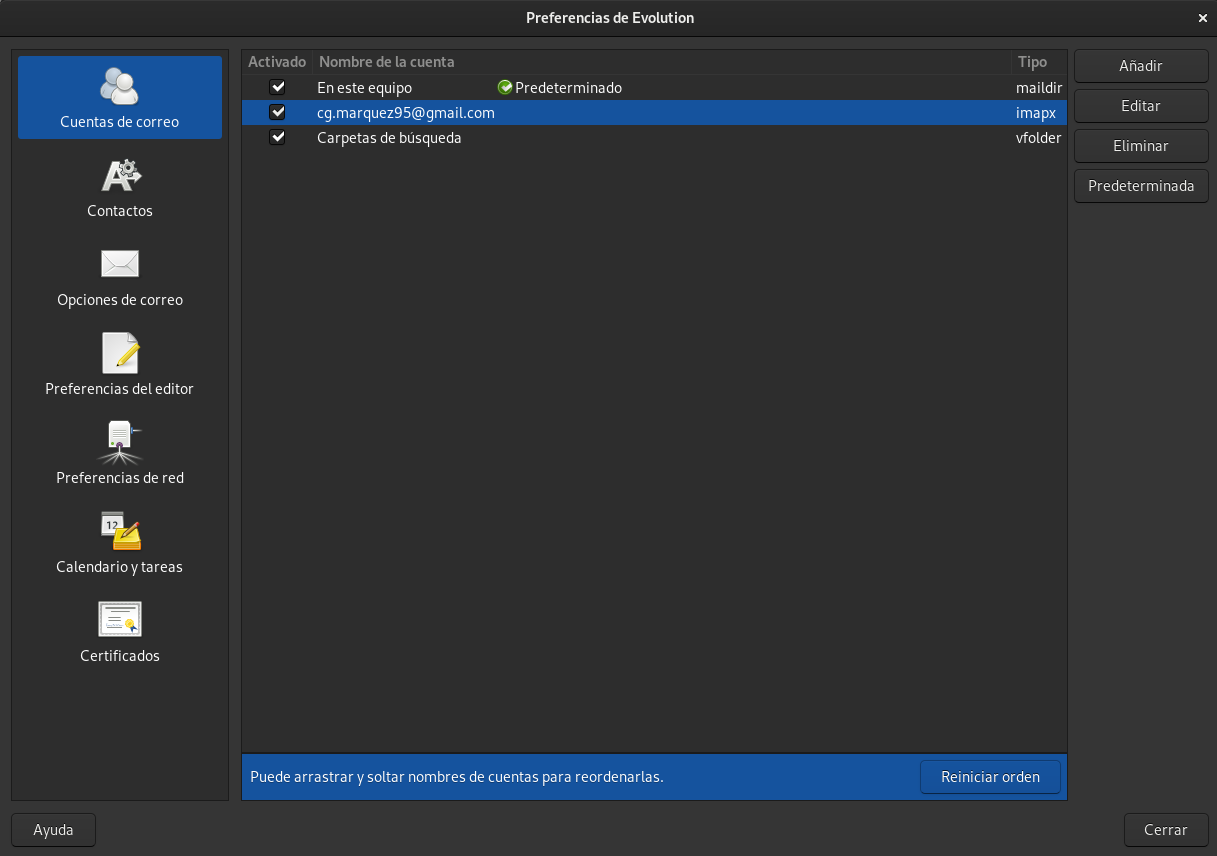 Preferencias de Evolution
Cuentas de correo
Contactos
Opciones de correo
Preferencias del editor
Preferencias de red
12
Calendario y tareas
Certificados
Activado Nombre de la cuenta Tipo
En este equipo Predeterminado maildir
cg.marquez95@gmail.com imapx
Carpetas de búsqueda vfolder
Añadir
Editar
Eliminar
Predeterminada
Puede arrastrar y soltar nombres de cuentas para reordenarlas. Reiniciar orden
Ayuda Cerrar